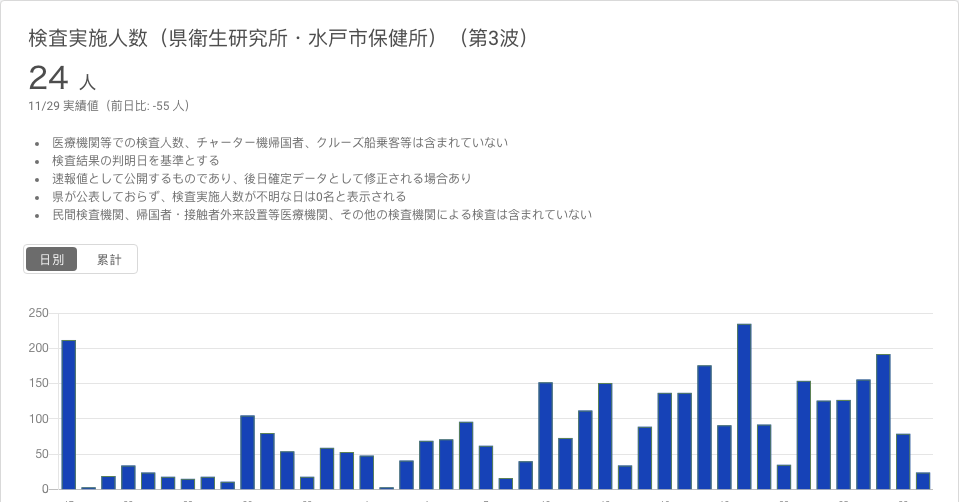 検査実施人数（県衛生研究所・水戸市保健所）（第3波）
24 人
11/29 実績値（前日比: -55 人）
医療機関等での検査人数、チャーター機帰国者、クルーズ船乗客等は含まれていない
検査結果の判明日を基準とする
速報値として公開するものであり、後日確定データとして修正される場合あり
県が公表しておらず、検査実施人数が不明な日は0名と表示される
民間検査機関、帰国者・接触者外来設置等医療機関、その他の検査機関による検査は含まれていない
日別 累計
250
200
150
100
50
0